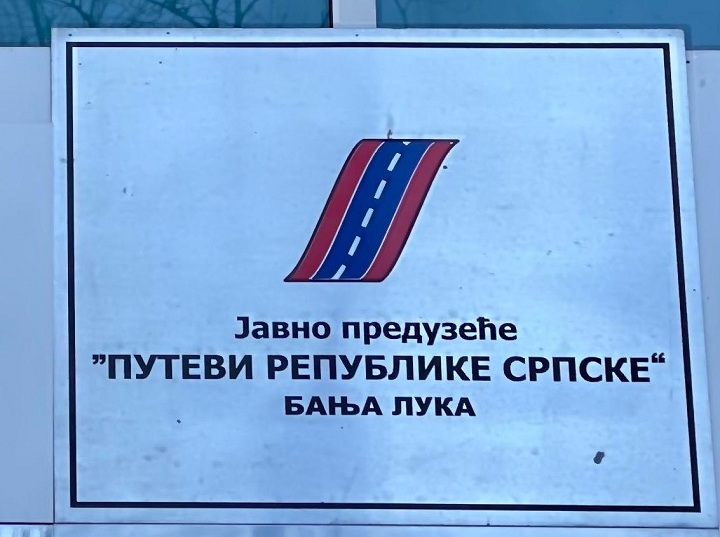 Јавно предузеће
”ПУТЕВИ РЕПУБЛИКЕ СРПСКЕ“
БАЊА ЛУКА